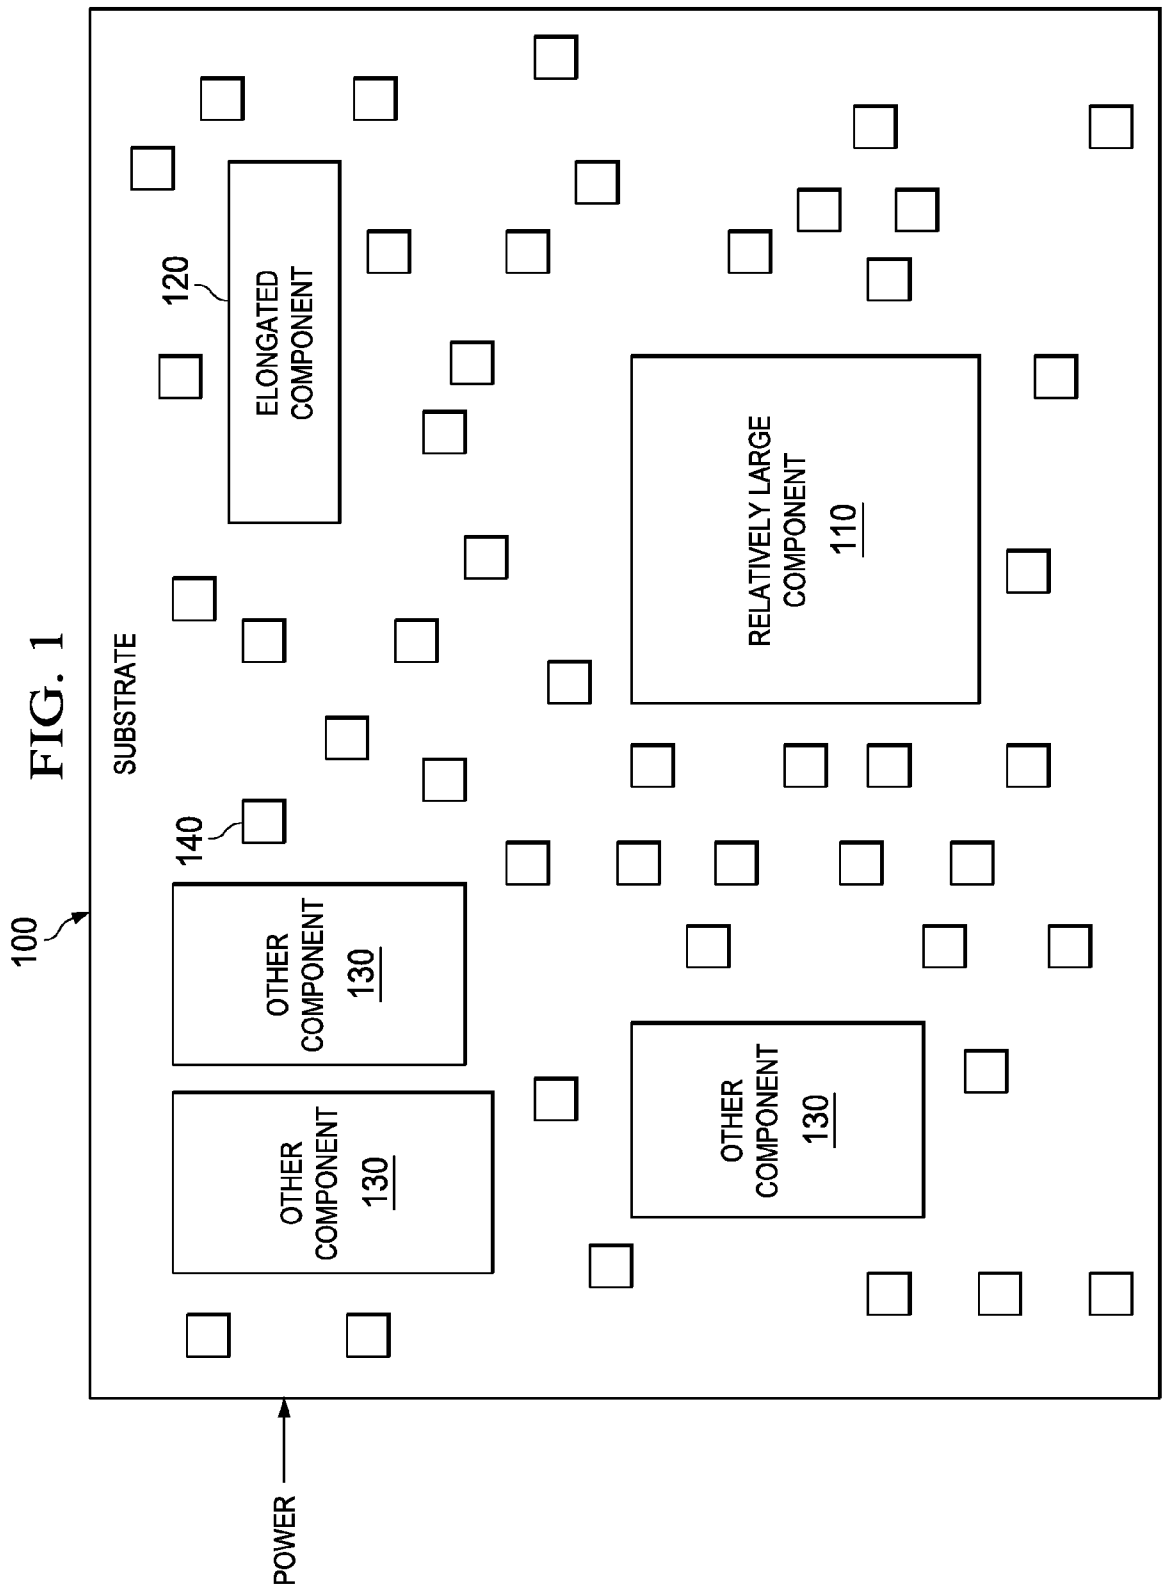 FIG. 1
100
SUBSTRATE
POWER
OTHER
COMPONENT
130
OTHER
COMPONENT
130
140
120
ELONGATED
COMPONENT
OTHER
COMPONENT
130
RELATIVELY LARGE
COMPONENT
110